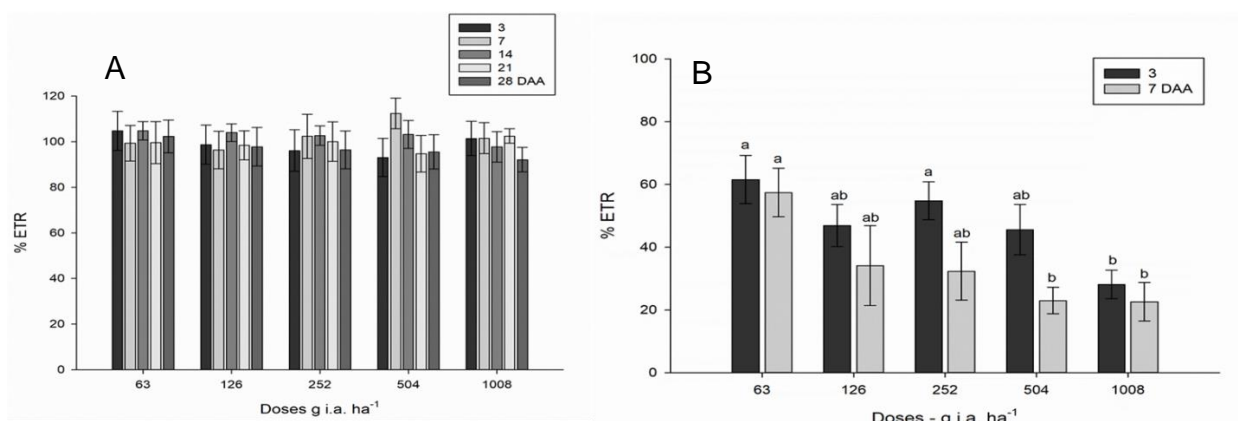 A
3
7
14
21
28 DAA
120
100
80
60
40
20
0
% ETR
63 126 252 504 1008
Doses g i.a. ha⁻¹
B
3
7 DAA
100
80
60
40
20
0
% ETR
a a ab ab a ab ab b b b
63 126 252 504 1008
Doses - g i.a. ha⁻¹